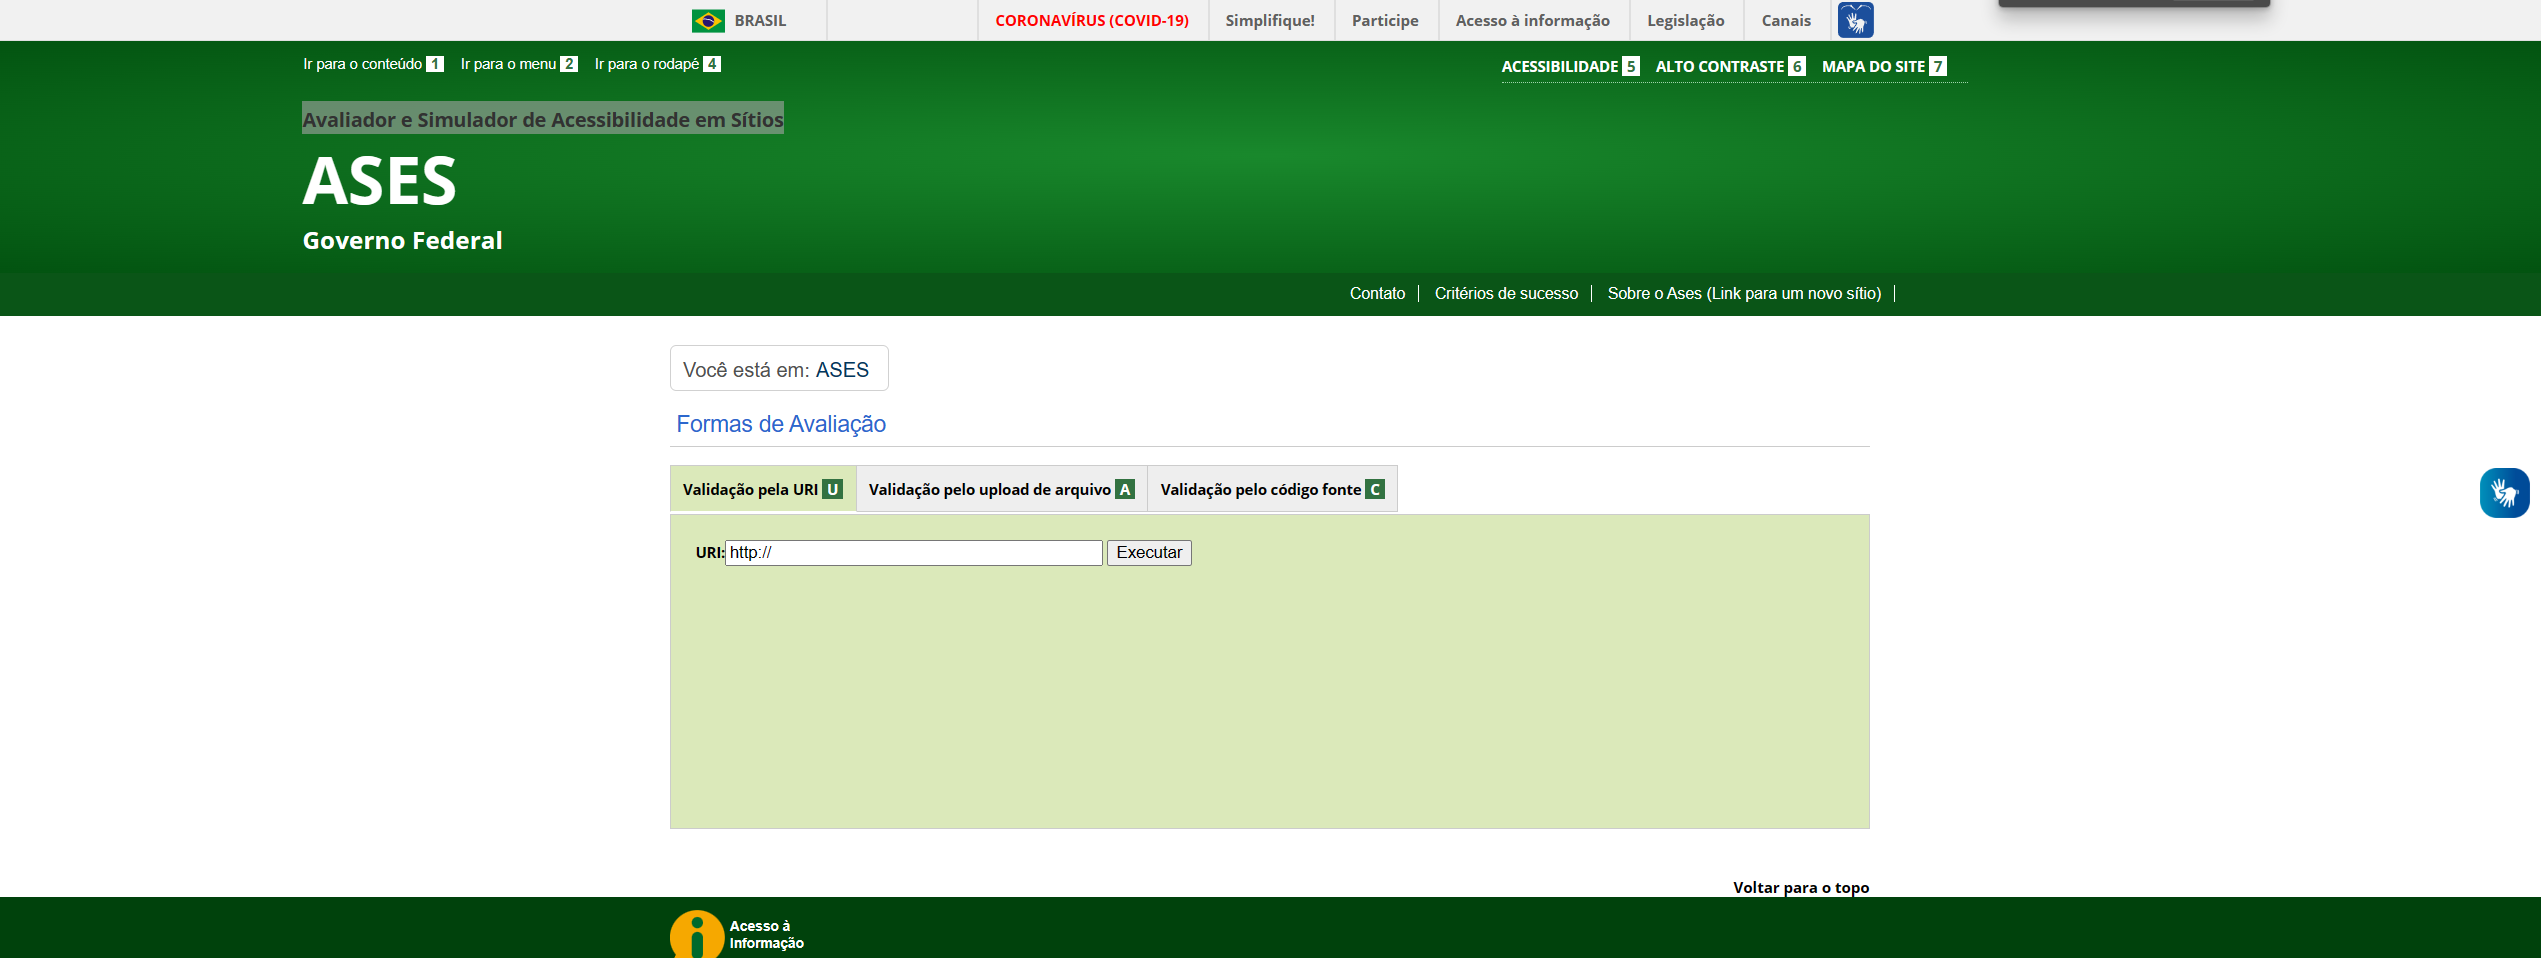 BRASIL CORONAVÍRUS (COVID-19) Simplifique! Participe Acesso à informação Legislação Canais
Ir para o conteúdo 1 Ir para o menu 2 Ir para o rodapé 4
ACESSIBILIDADE 5 ALTO CONTRASTE 6 MAPA DO SITE 7
Avaliador e Simulador de Acessibilidade em Sítios
ASES
Governo Federal
Contato Critérios de sucesso Sobre o Ases (Link para um novo sítio)
Você está em: ASES
Formas de Avaliação
Validação pela URI U Validação pelo upload de arquivo A Validação pelo código fonte C
URI: http:// Executar
Voltar para o topo
Acesso à
Informação